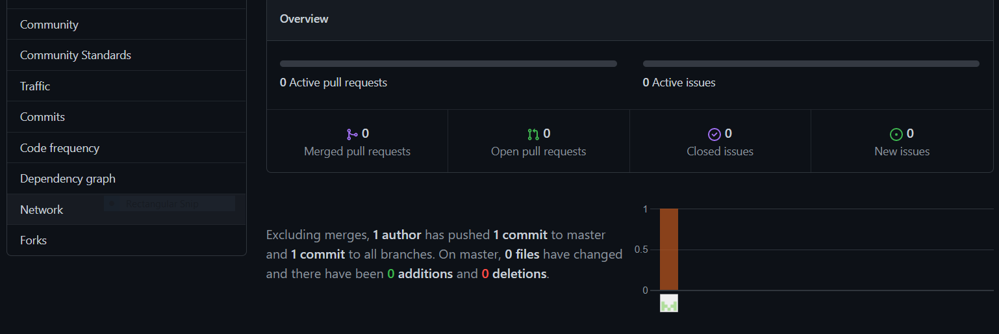 Community
Community Standards
Traffic
Commits
Code frequency
Dependency graph
Network
Rectangular Snip
Forks
Overview
0 Active pull requests
0 Active issues
0
Merged pull requests
0
Open pull requests
0
Closed issues
0
New issues
Excluding merges, 1 author has pushed 1 commit to master
and 1 commit to all branches. On master, 0 files have changed
and there have been 0 additions and 0 deletions.
1
0.5
0